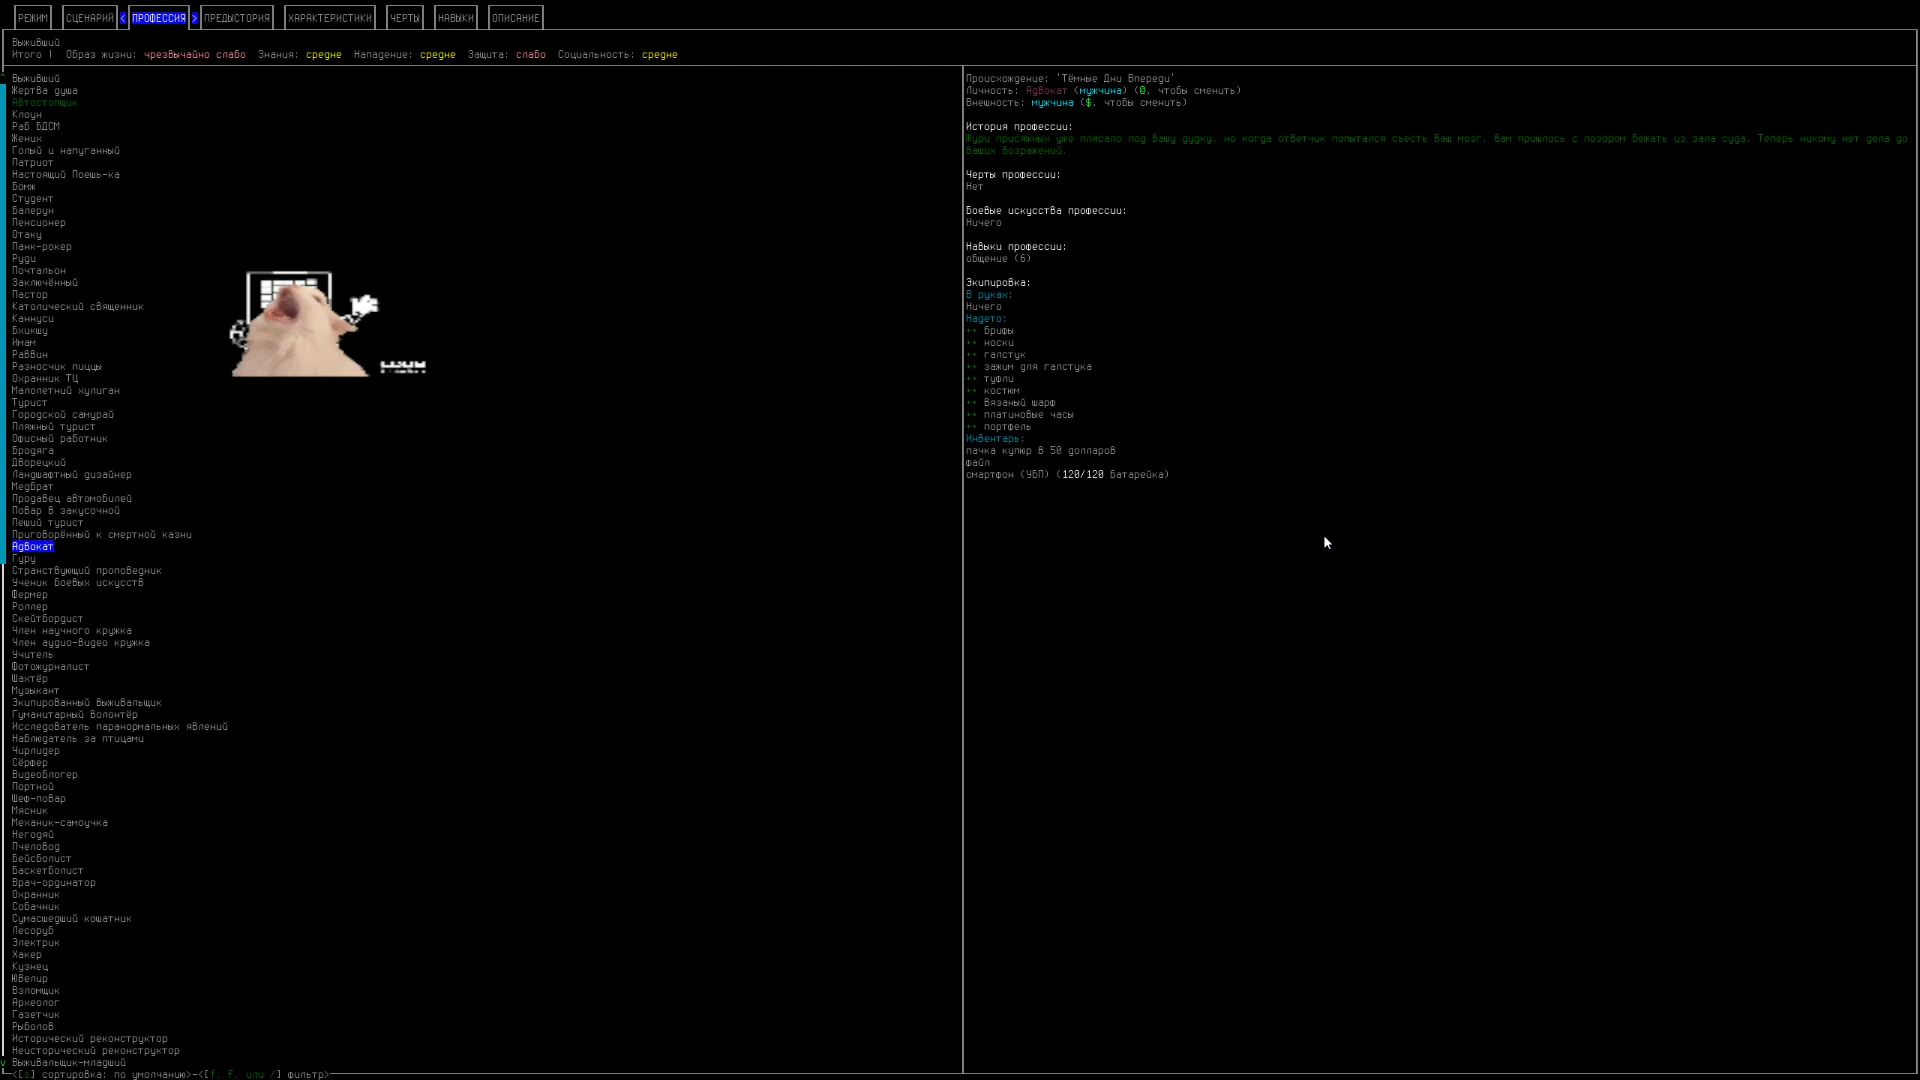 РЕЖИМ СЦЕНАРИЙ < ПРОФЕССИЯ > ПРЕДЫСТОРИЯ ХАРАКТЕРИСТИКИ ЧЕРТЫ НАВЫКИ ОПИСАНИЕ
Выживший
Итого | Образ жизни: чрезвычайно слабо Знания: средне Нападение: средне Защита: слабо Социальность: средне
Выживший
Жертва душа
Автостопщик
Клоун
Раб БДСМ
Жених
Голый и напуганный
Патриот
Настоящий Поешь-ка
Бомж
Студент
Балерун
Пенсионер
Отаку
Панк-рокер
Руди
Почтальон
Заключённый
Пастор
Католический священник
Каннуси
Бхикшу
Имам
Раввин
Разносчик пиццы
Охранник ТЦ
Малолетний хулиган
Турист
Городской самурай
Пляжный турист
Офисный работник
Бродяга
Дворецкий
Ландшафтный дизайнер
Медбрат
Продавец автомобилей
Повар в закусочной
Пеший турист
Приговорённый к смертной казни
Адвокат
Гуру
Странствующий проповедник
Ученик боевых искусств
Фермер
Роллер
Скейтбордист
Член научного кружка
Член аудио-видео кружка
Учитель
Фотожурналист
Шахтёр
Музыкант
Экипированный выживальщик
Гуманитарный волонтёр
Исследователь паранормальных явлений
Наблюдатель за птицами
Чирлидер
Сёрфер
Видеоблогер
Портной
Шеф-повар
Мясник
Механик-самоучка
Негодяй
Пчеловод
Бейсболист
Баскетболист
Врач-ординатор
Охранник
Собачник
Сумасшедший кошатник
Лесоруб
Электрик
Хакер
Кузнец
Ювелир
Взломщик
Археолог
Газетчик
Рыболов
Исторический реконструктор
Неисторический реконструктор
Выживальщик-младший
<[s] сортировка: по умолчанию>-<[f, F, или /] фильтр>
Происхождение: 'Тёмные Дни Впереди'
Личность: Адвокат (мужчина) (@, чтобы сменить)
Внешность: мужчина ($, чтобы сменить)
История профессии:
Жюри присяжных уже плясало под Вашу дудку, но когда ответчик попытался съесть Ваш мозг, вам пришлось с позором бежать из зала суда. Теперь никому нет дела до
Ваших возражений.
Черты профессии:
Нет
Боевые искусства профессии:
Ничего
Навыки профессии:
общение (6)
Экипировка:
В руках:
Ничего
Надето:
++ брифы
++ носки
++ галстук
++ зажим для галстука
++ туфли
++ костюм
++ вязаный шарф
++ платиновые часы
++ портфель
Инвентарь:
пачка купюр в 50 долларов
файл
смартфон (УБП) (120/120 батарейка)